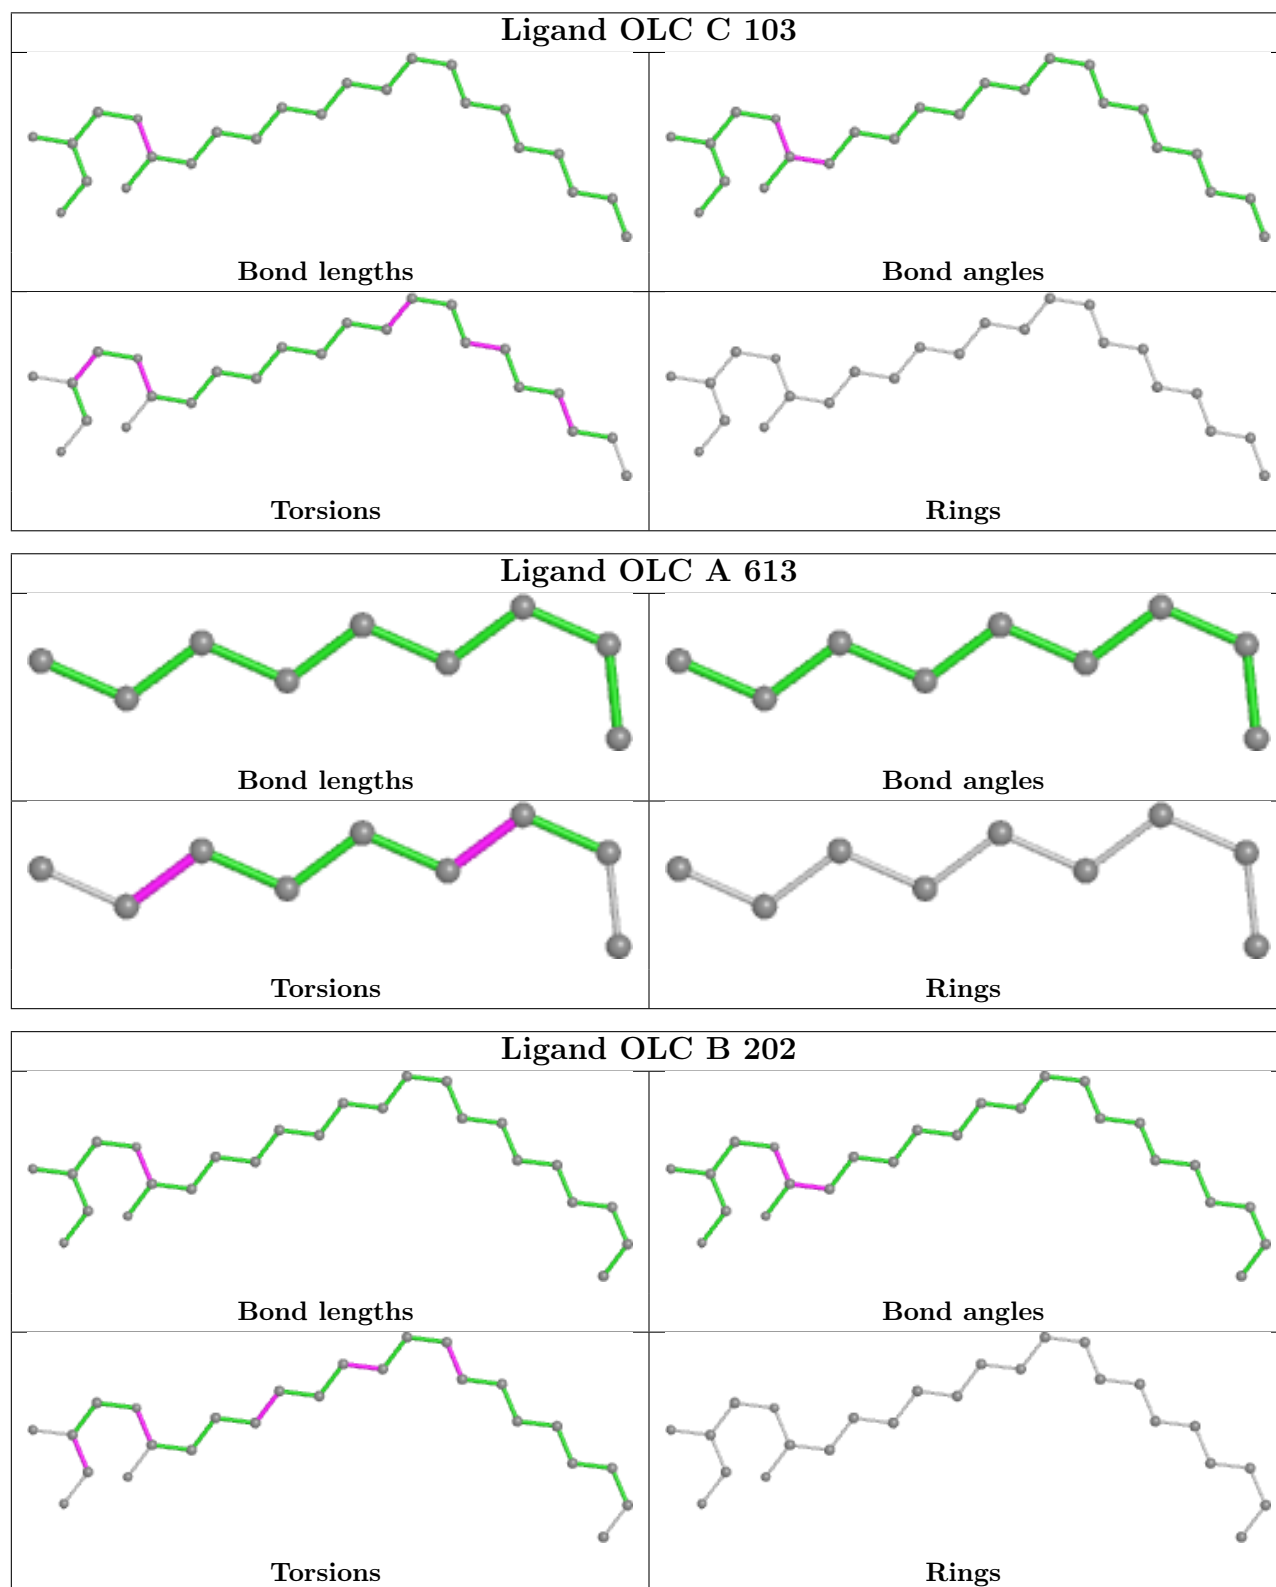 Ligand OLC C 103
Bond lengths
Bond angles
Torsions
Rings
Ligand OLC A 613
Bond lengths
Bond angles
Torsions
Rings
Ligand OLC B 202
Bond lengths
Bond angles
Torsions
Rings